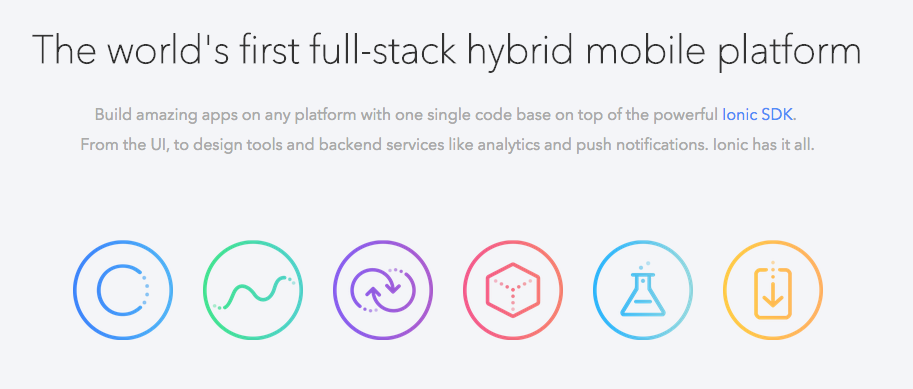 The world's first full-stack hybrid mobile platform
Build amazing apps on any platform with one single code base on top of the powerful Ionic SDK.
From the UI, to design tools and backend services like analytics and push notifications. Ionic has it all.